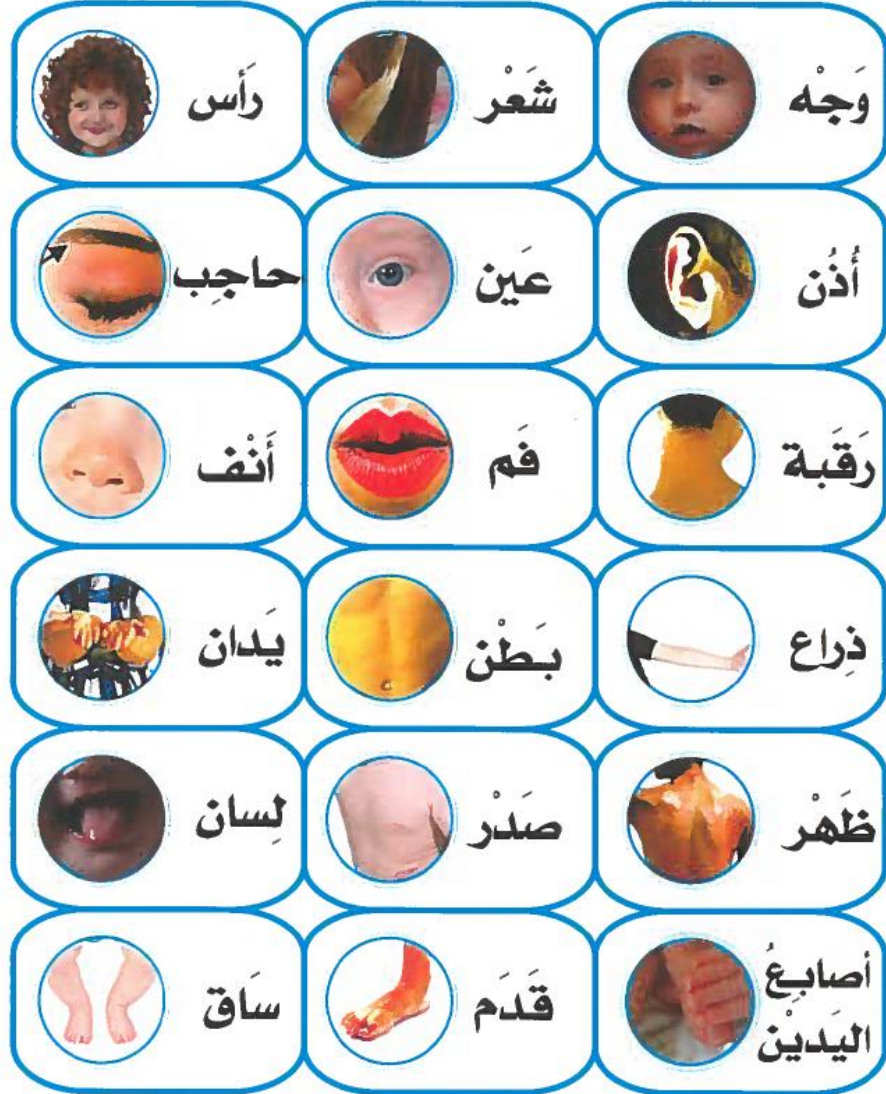 وَجْه
شَعْر
رَأس
أُذُن
عَين
حاجِب
رَقَبة
فَم
أَنْف
ذِراع
بَطْن
يَدان
ظَهْر
صَدْر
لِسان
أصابِعُ
اليَديْن
قَدَم
سَاق